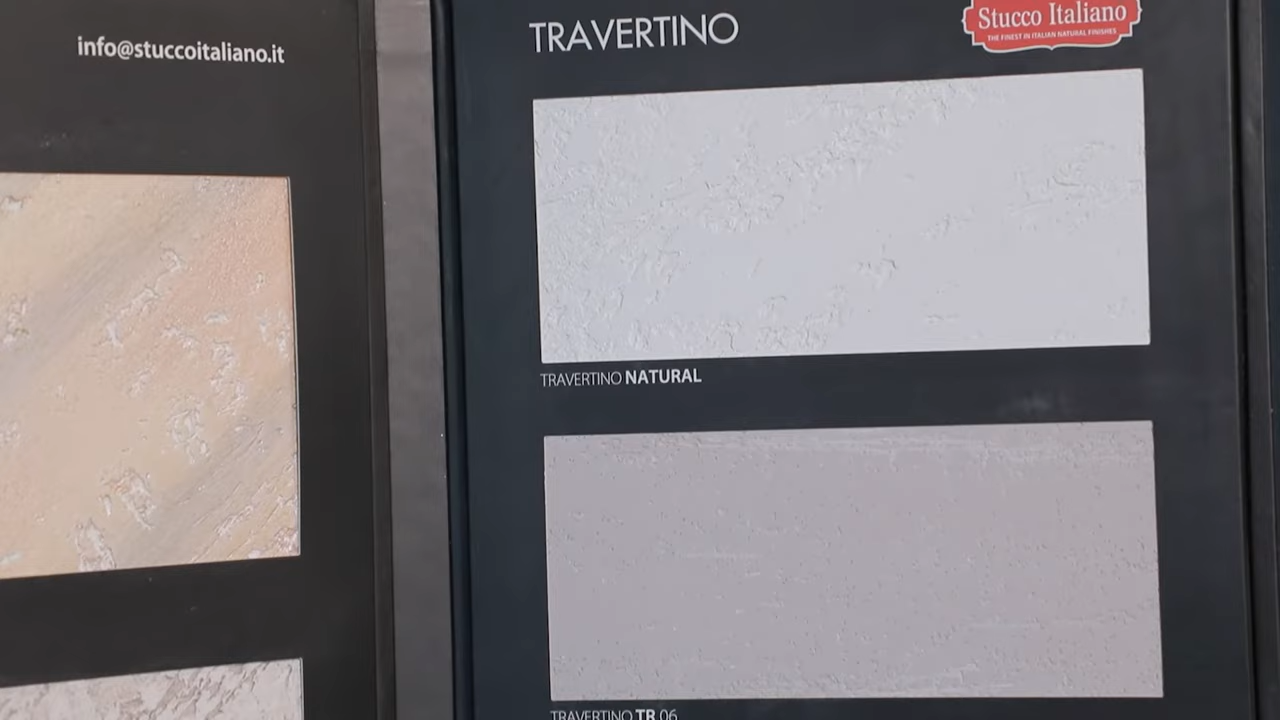 info@stuccoitaliano.it
TRAVERTINO
Stucco Italiano
THE FINEST IN ITALIAN NATURAL FINISHES
TRAVERTINO NATURAL
TRAVERTINO TR 06